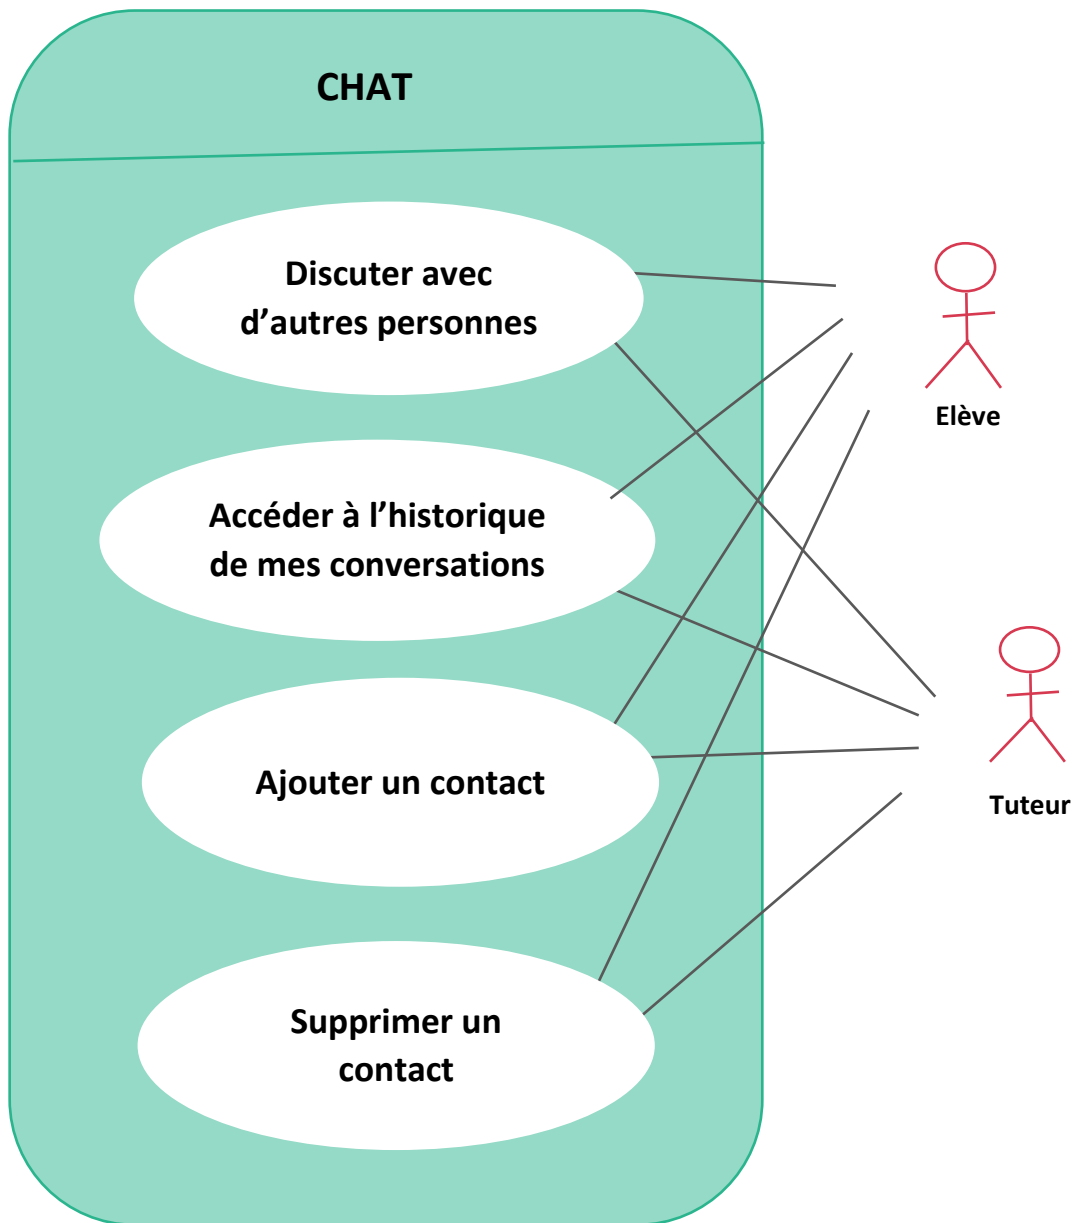 CHAT
Discuter avec
d’autres personnes
Elève
Accéder à l’historique
de mes conversations
Ajouter un contact
Tuteur
Supprimer un
contact